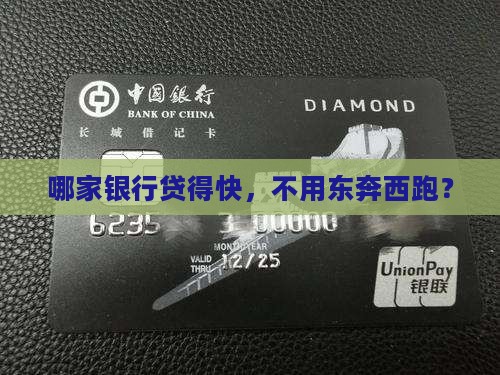 中国银行
DIAMOND
BANK OF CHINA
长城借记卡
哪家银行贷得快，不用东奔西跑？
6235
00000
MONTH/YEAR
VALID
THRU
12/25
UnionPay
银联